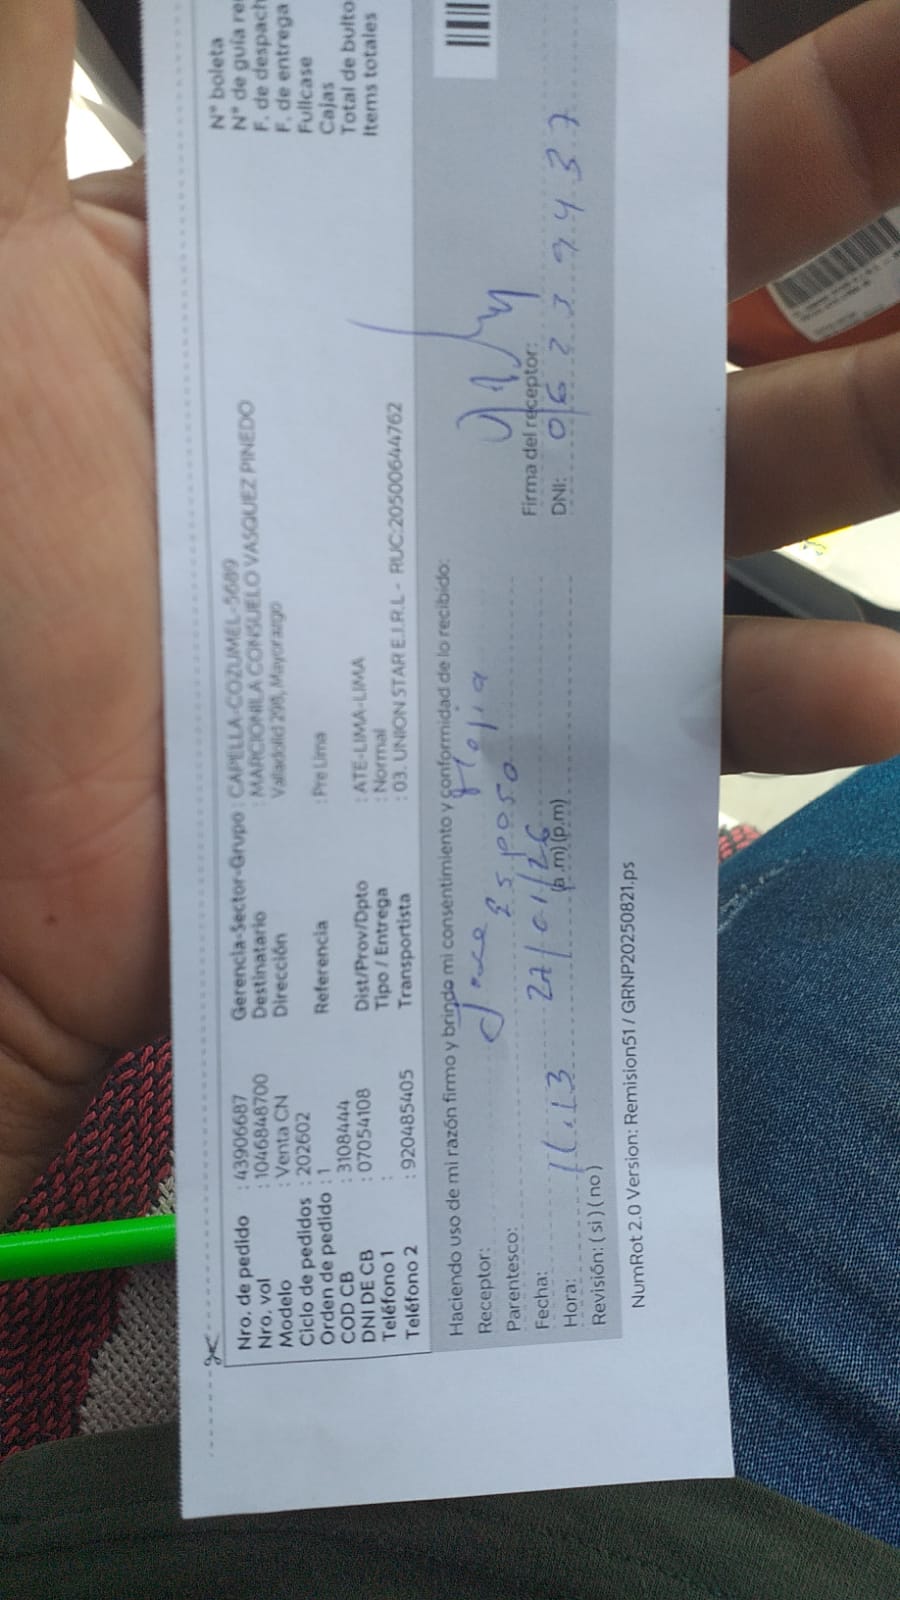 Nro. de pedido : 43906687
Nro. vol : 1046848700
Modelo : Venta CN
Ciclo de pedidos : 202602
Orden de pedido : 1
COD CB : 3108444
DNI DE CB : 07054108
Teléfono 1 :
Teléfono 2 : 920485405
Gerencia-Sector-Grupo : CAPELLA-COZUMEL-5689
Destinatario : MARCIONILA CONSUELO VASQUEZ PINEDO
Dirección Valladolid 298, Mayorazgo
Referencia : Pre Lima
Dist/Prov/Dpto : ATE-LIMA-LIMA
Tipo / Entrega : Normal
Transportista : 03. UNION STAR E.I.R.L - RUC:20500644762
N° boleta
N° de guía
F. de despach
F. de entrega
Fullcase
Cajas
Total de bulto
Items totales
Haciendo uso de mi razón firmo y brindo mi consentimiento y conformidad de lo recibido:
Receptor: Jose Mejia
Parentesco: Esposo
Fecha: 22/01/26
Hora: 11:13 (a.m)(p.m)
Revisión: ( si ) ( no )
Firma del receptor:
DNI: 06239437
NumRot 2.0 Version: Remision51 / GRNP20250821.ps